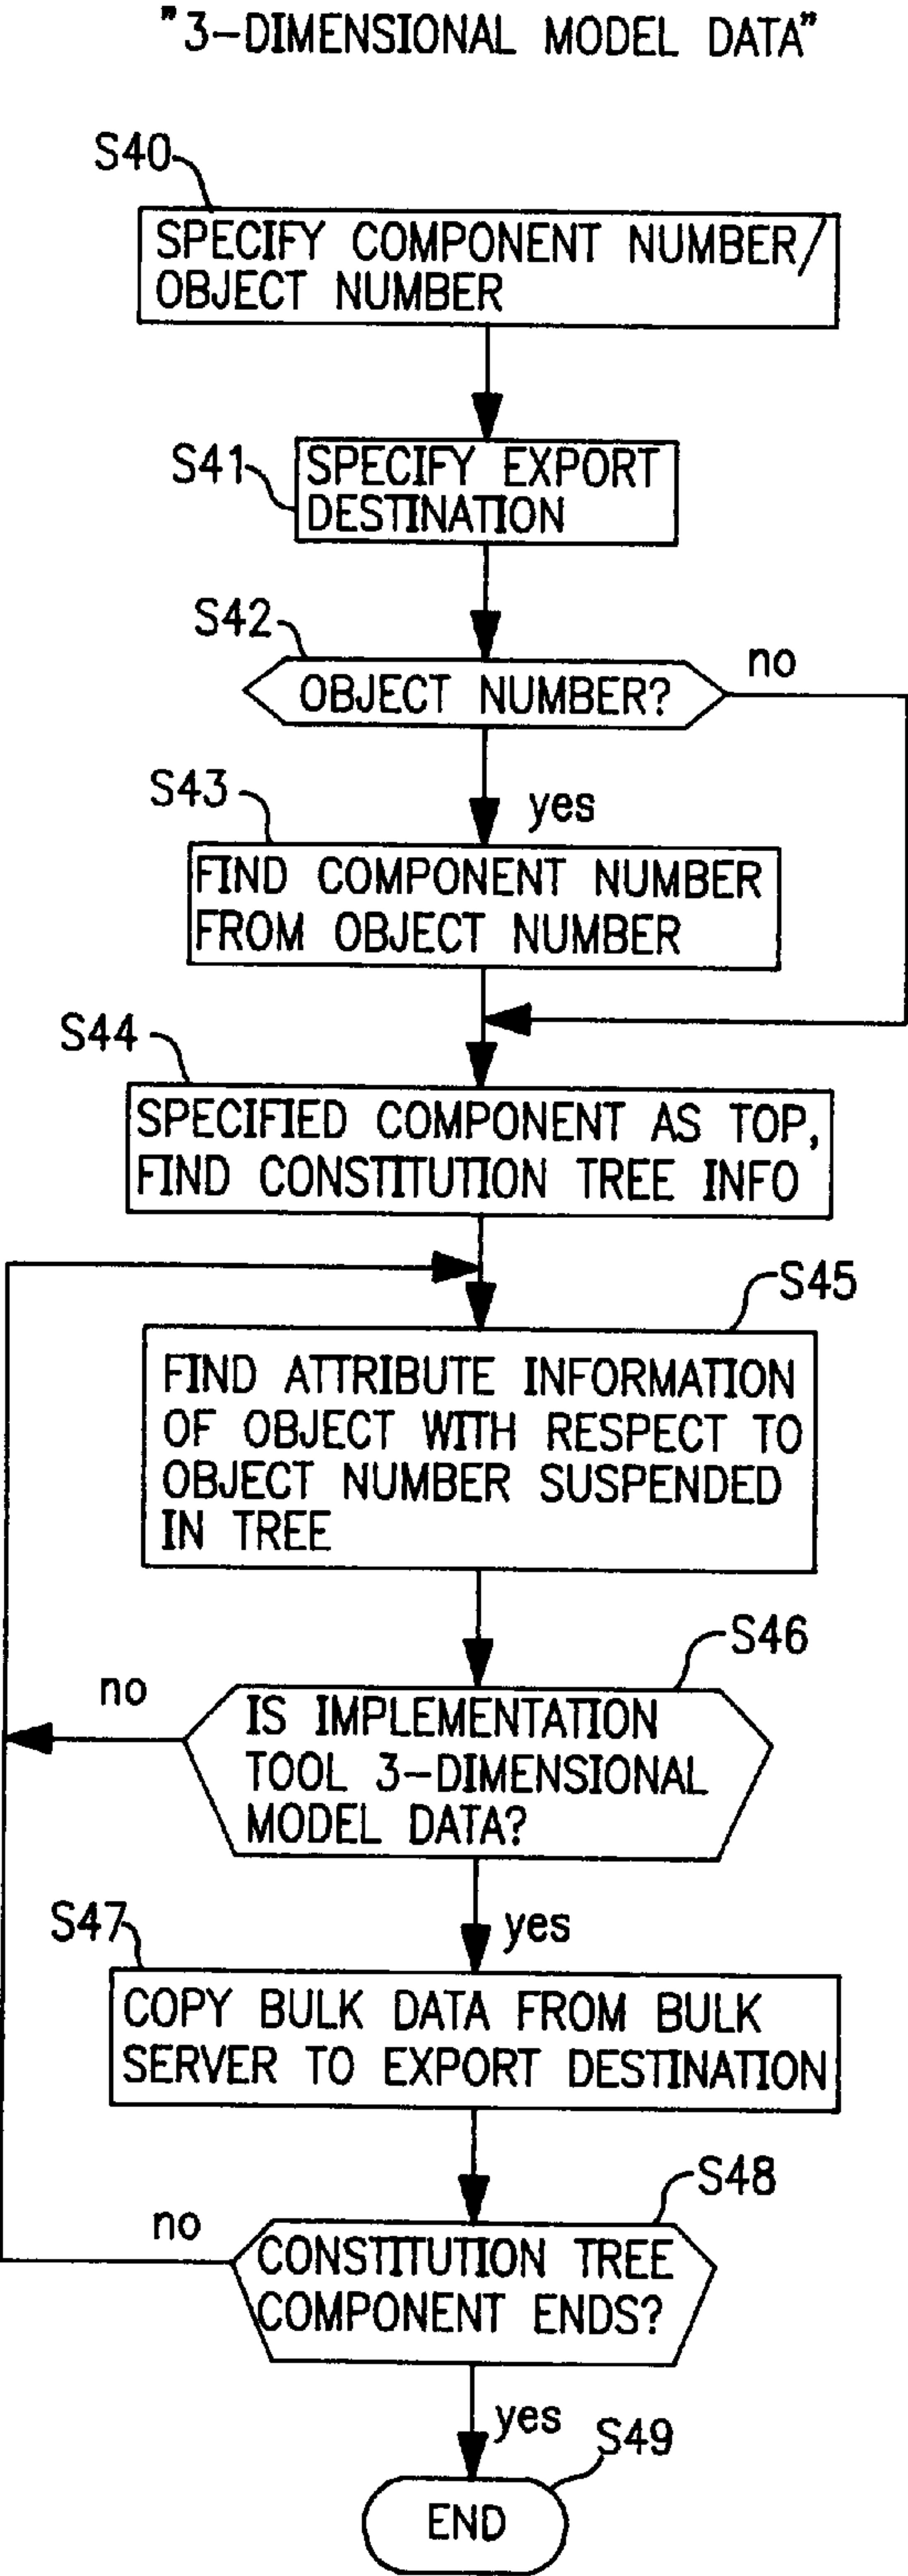 "3-DIMENSIONAL MODEL DATA"
S40
SPECIFY COMPONENT NUMBER/
OBJECT NUMBER
S41
SPECIFY EXPORT
DESTINATION
S42
OBJECT NUMBER?
no
yes
S43
FIND COMPONENT NUMBER
FROM OBJECT NUMBER
S44
SPECIFIED COMPONENT AS TOP,
FIND CONSTITUTION TREE INFO
S45
FIND ATTRIBUTE INFORMATION
OF OBJECT WITH RESPECT TO
OBJECT NUMBER SUSPENDED
IN TREE
S46
no
IS IMPLEMENTATION
TOOL 3-DIMENSIONAL
MODEL DATA?
yes
S47
COPY BULK DATA FROM BULK
SERVER TO EXPORT DESTINATION
S48
no
CONSTITUTION TREE
COMPONENT ENDS?
yes
S49
END